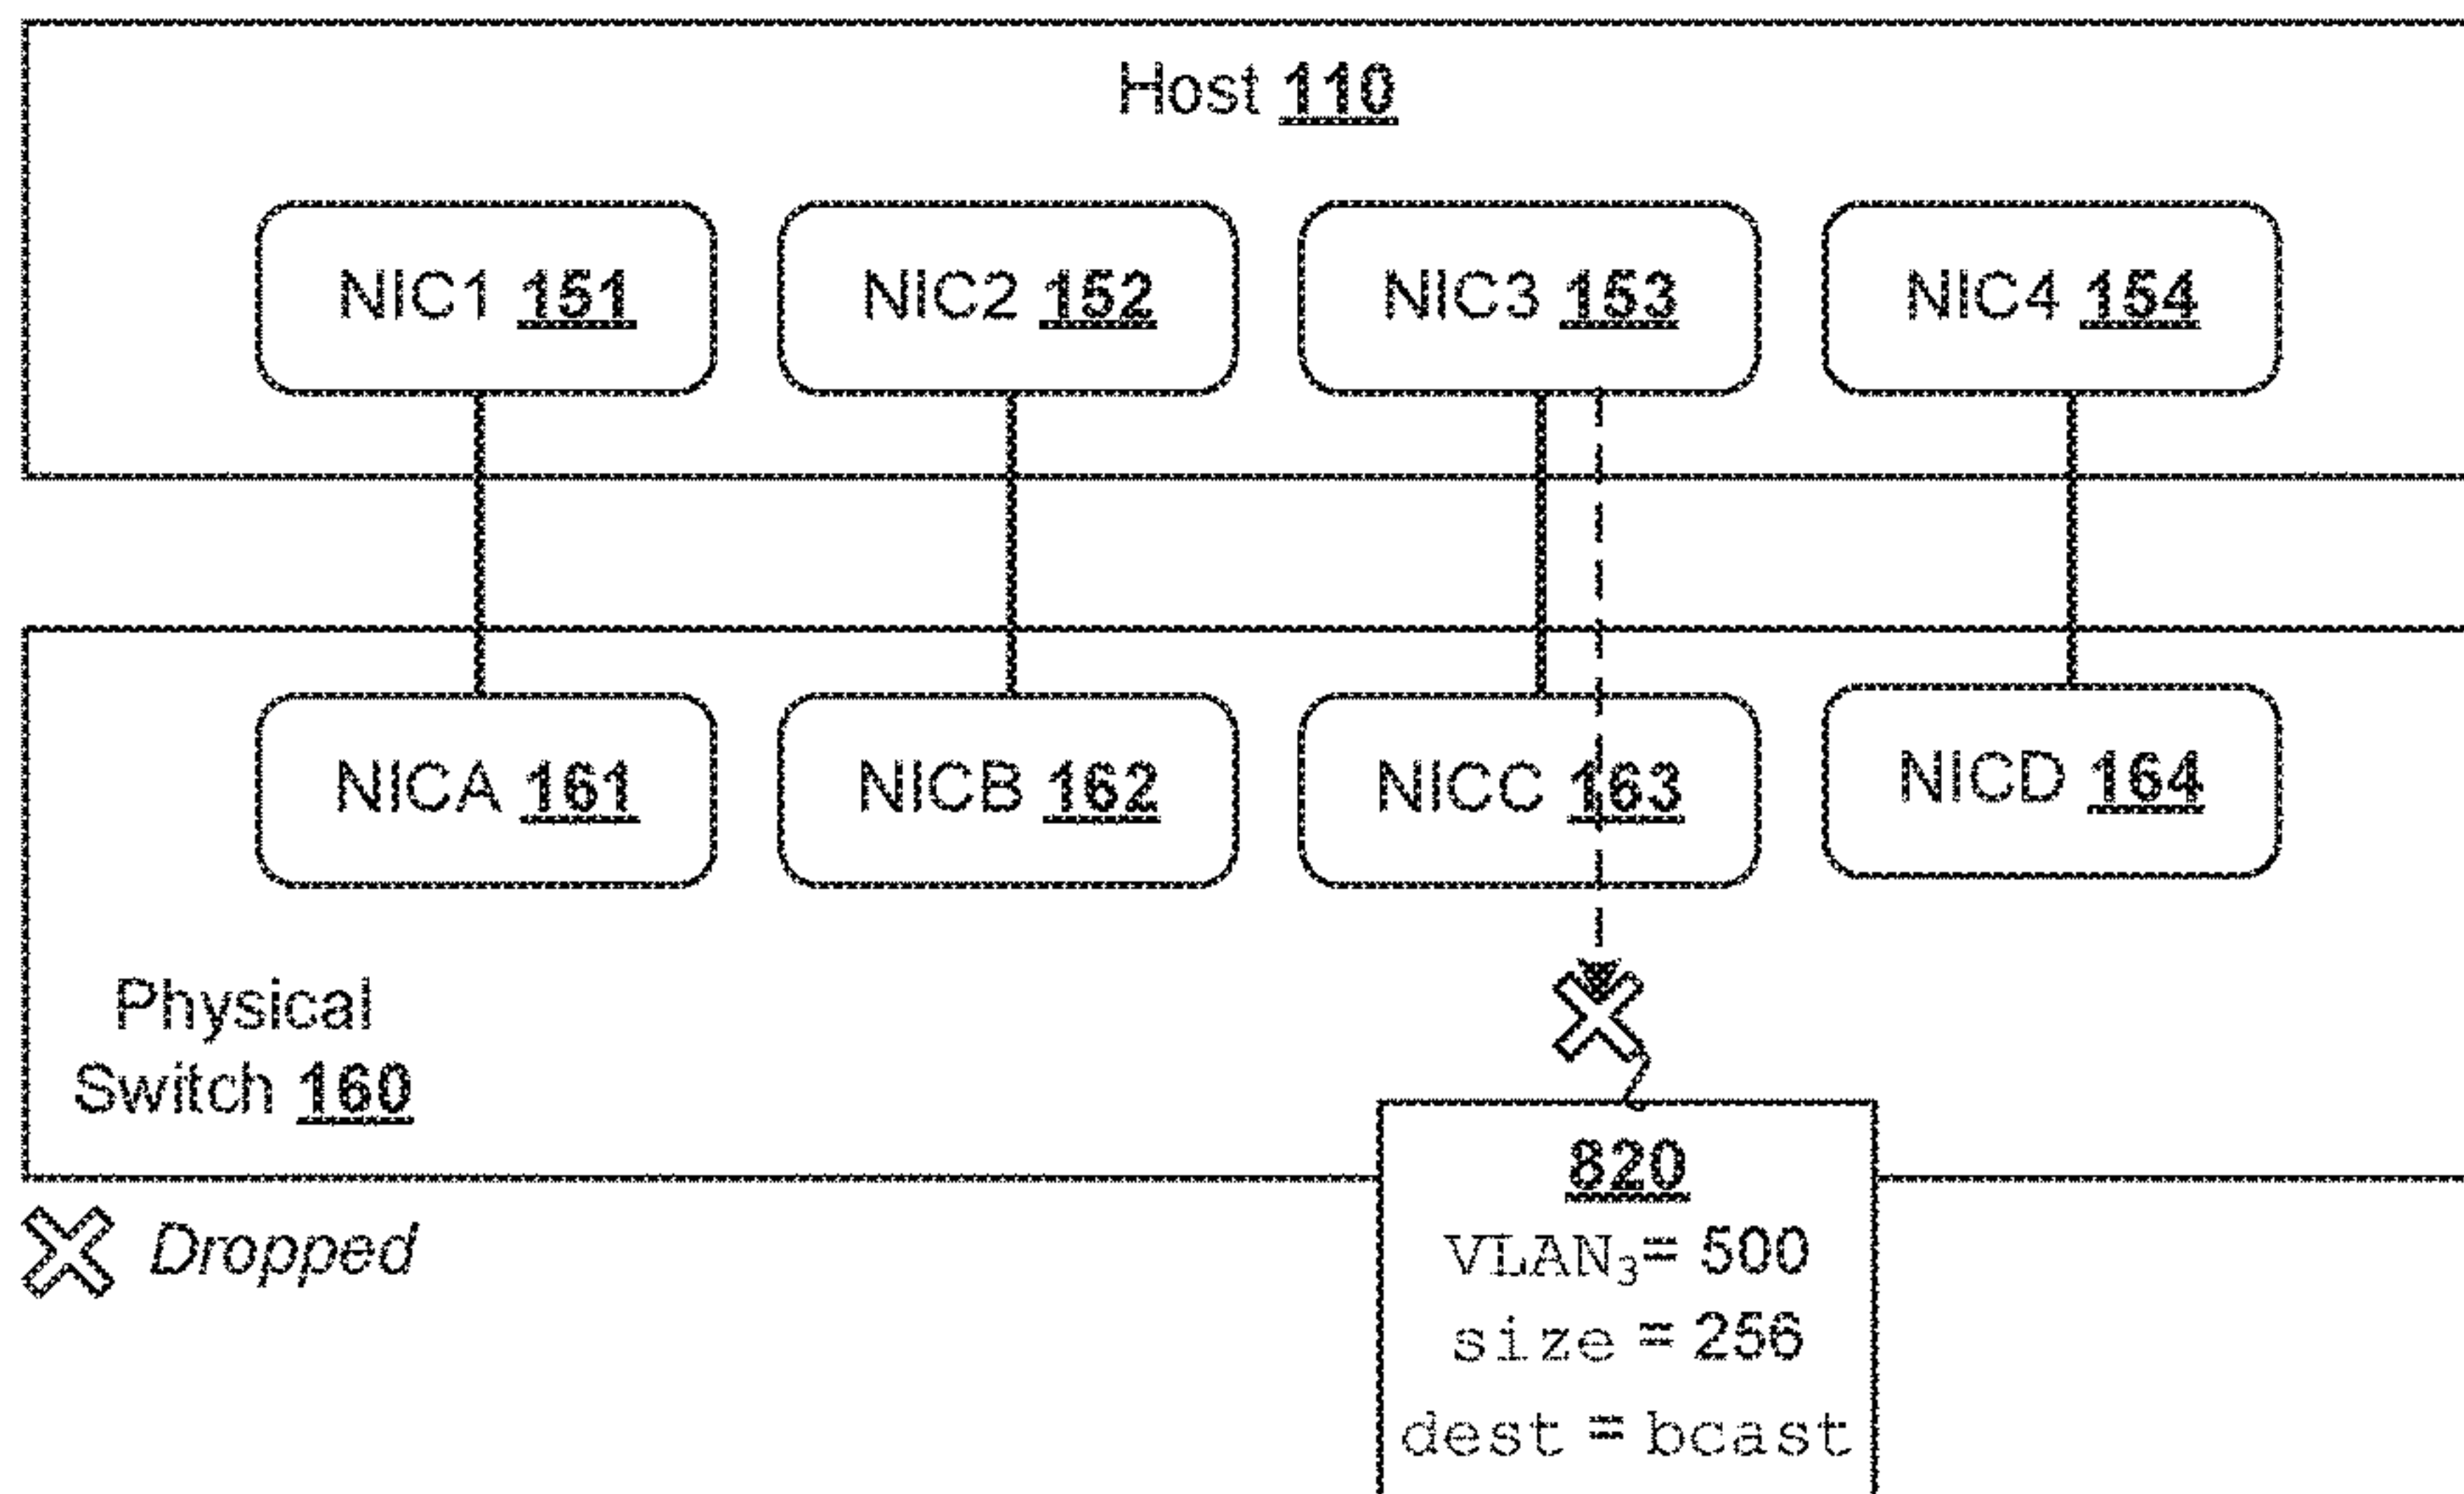 Host 110
NIC1 151
NIC2 152
NIC3 153
NIC4 154
NICA 161
NICB 162
NICC 163
NICD 164
Physical
Switch 160
820
VLAN₃= 500
size = 256
dest = bcast
Dropped